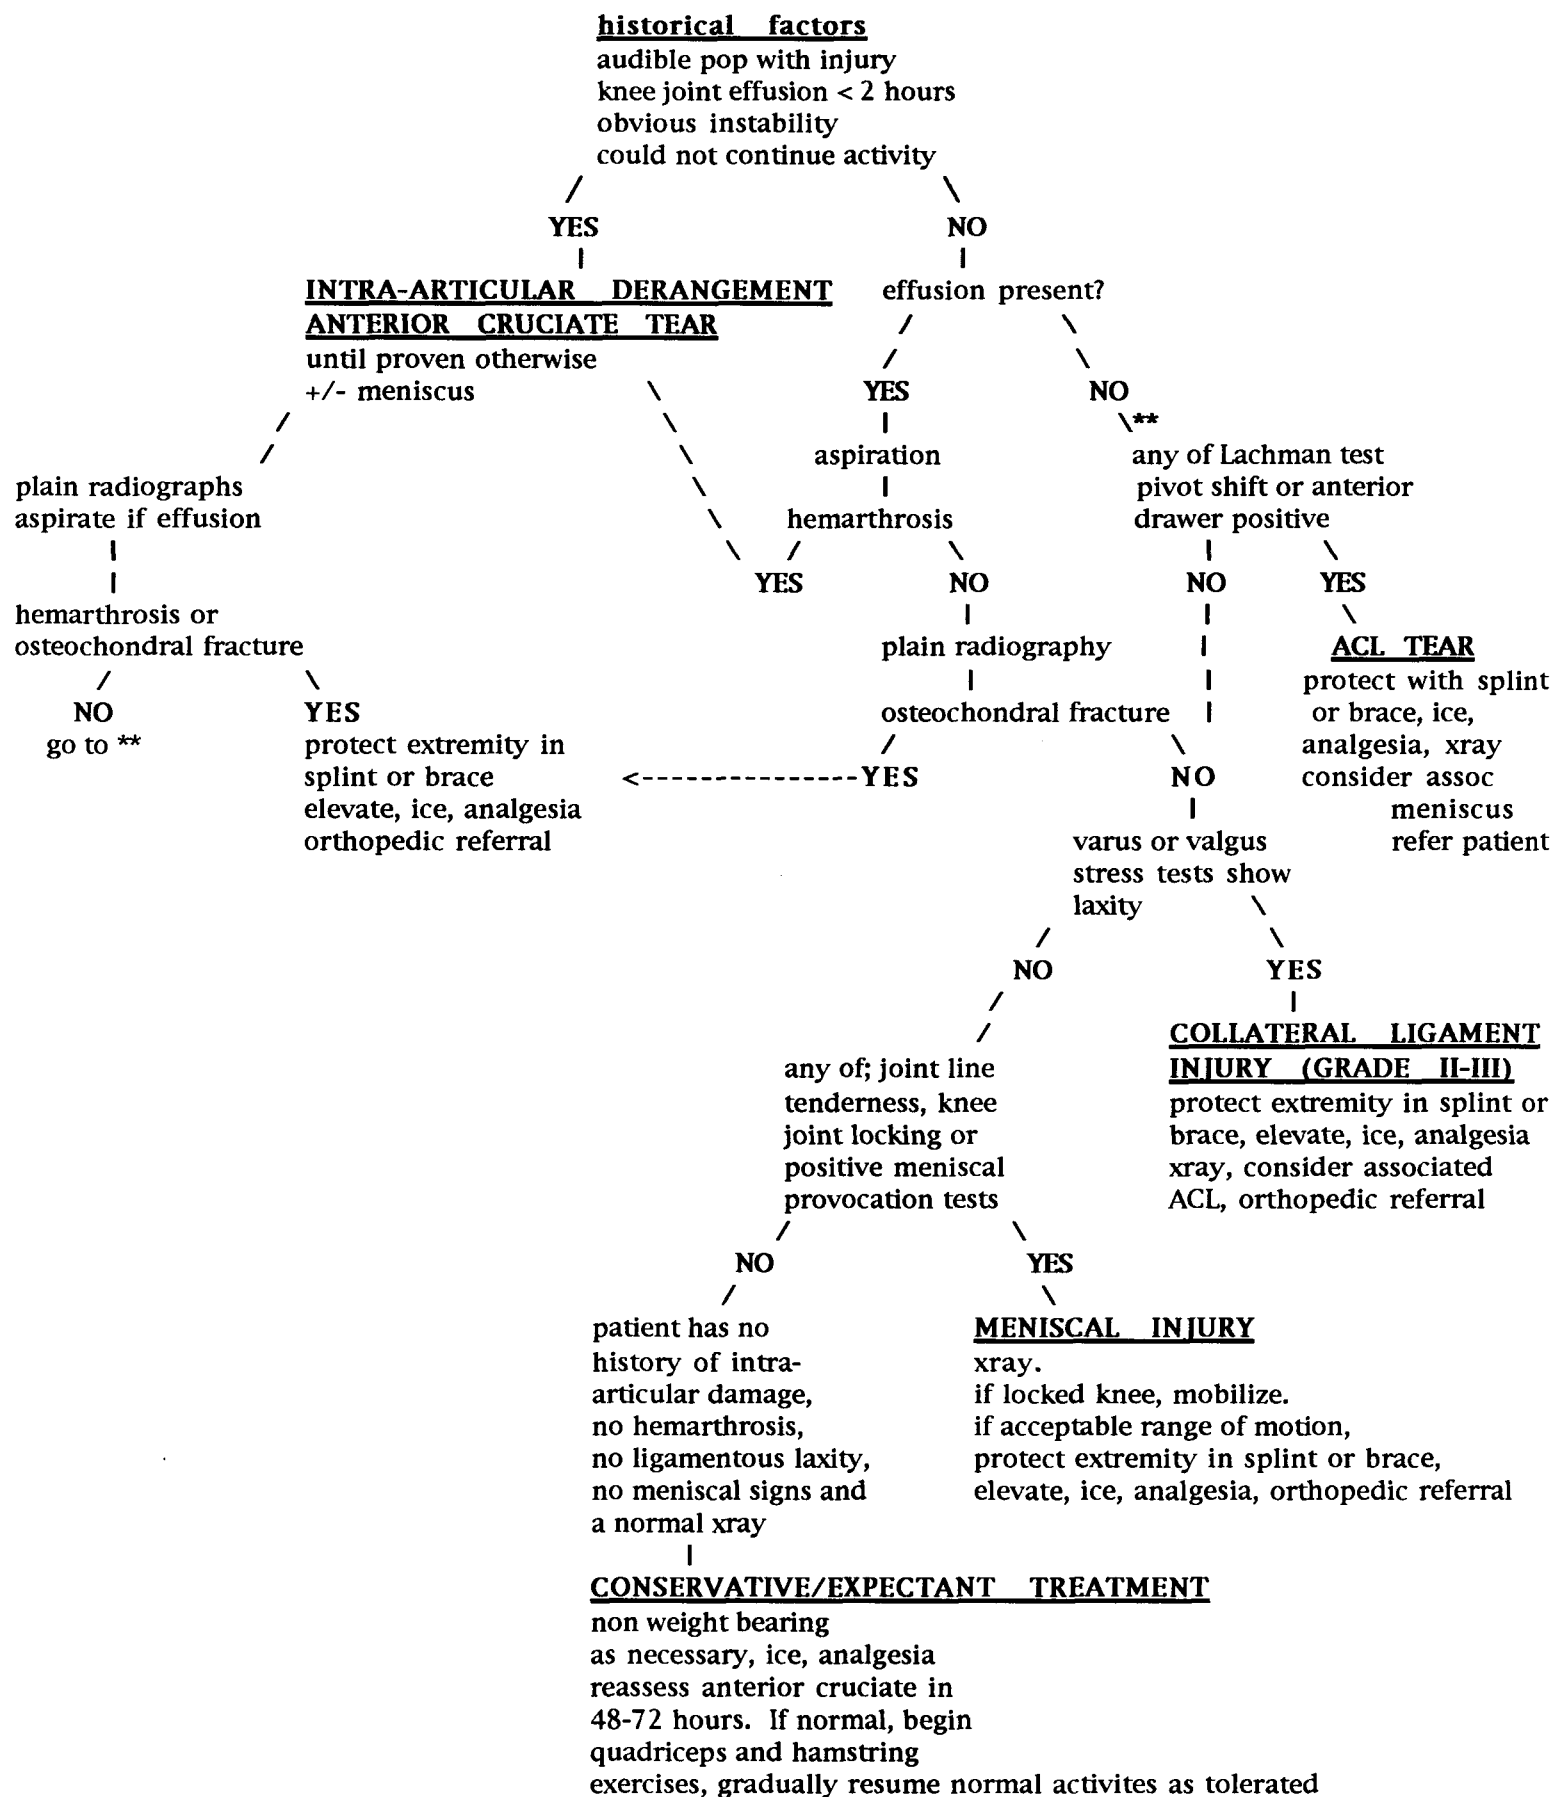 historical factors
audible pop with injury
knee joint effusion < 2 hours
obvious instability
could not continue activity
YES
NO
INTRA-ARTICULAR DERANGEMENT
ANTERIOR CRUCIATE TEAR
until proven otherwise
+/- meniscus
effusion present?
YES
NO
**
plain radiographs
aspirate if effusion
aspiration
any of Lachman test
pivot shift or anterior
drawer positive
hemarthrosis
YES
NO
NO
YES
hemarthrosis or
osteochondral fracture
plain radiography
ACL TEAR
protect with splint
or brace, ice,
analgesia, xray
consider assoc
meniscus
refer patient
NO
go to **
YES
protect extremity in
splint or brace
elevate, ice, analgesia
orthopedic referral
osteochondral fracture
<---------------YES
NO
varus or valgus
stress tests show
laxity
NO
YES
COLLATERAL LIGAMENT
INJURY (GRADE II-III)
protect extremity in splint or
brace, elevate, ice, analgesia
xray, consider associated
ACL, orthopedic referral
any of; joint line
tenderness, knee
joint locking or
positive meniscal
provocation tests
NO
YES
patient has no
history of intra-
articular damage,
no hemarthrosis,
no ligamentous laxity,
no meniscal signs and
a normal xray
MENISCAL INJURY
xray.
if locked knee, mobilize.
if acceptable range of motion,
protect extremity in splint or brace,
elevate, ice, analgesia, orthopedic referral
CONSERVATIVE/EXPECTANT TREATMENT
non weight bearing
as necessary, ice, analgesia
reassess anterior cruciate in
48-72 hours. If normal, begin
quadriceps and hamstring
exercises, gradually resume normal activites as tolerated